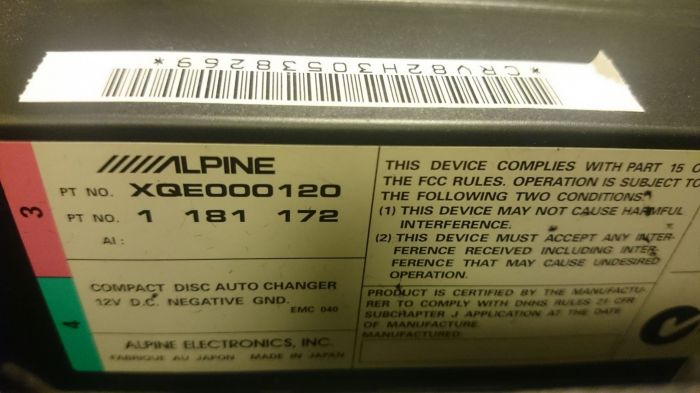 *CRV82H30538269*
ALPINE
PT NO. XQE000120
PT NO. 1 181 172
AI:
COMPACT DISC AUTO CHANGER
12V D.C. NEGATIVE GND.
EMC 040
ALPINE ELECTRONICS, INC.
FABRIQUE AU JAPON MADE IN JAPAN
3
4
THIS DEVICE COMPLIES WITH PART 15 O
THE FCC RULES. OPERATION IS SUBJECT TO
THE FOLLOWING TWO CONDITIONS:
(1) THIS DEVICE MAY NOT CAUSE HARMFUL
INTERFERENCE.
(2) THIS DEVICE MUST ACCEPT ANY INTER-
FERENCE RECEIVED INCLUDING INTER-
FERENCE THAT MAY CAUSE UNDESIRED
OPERATION.
PRODUCT IS CERTIFIED BY THE MANUFACTU-
RER TO COMPLY WITH DHHS RULES 21 CFR
SUBCHAPTER J APPLICATION AT THE DATE
OF MANUFACTURE.
MANUFACTURED: